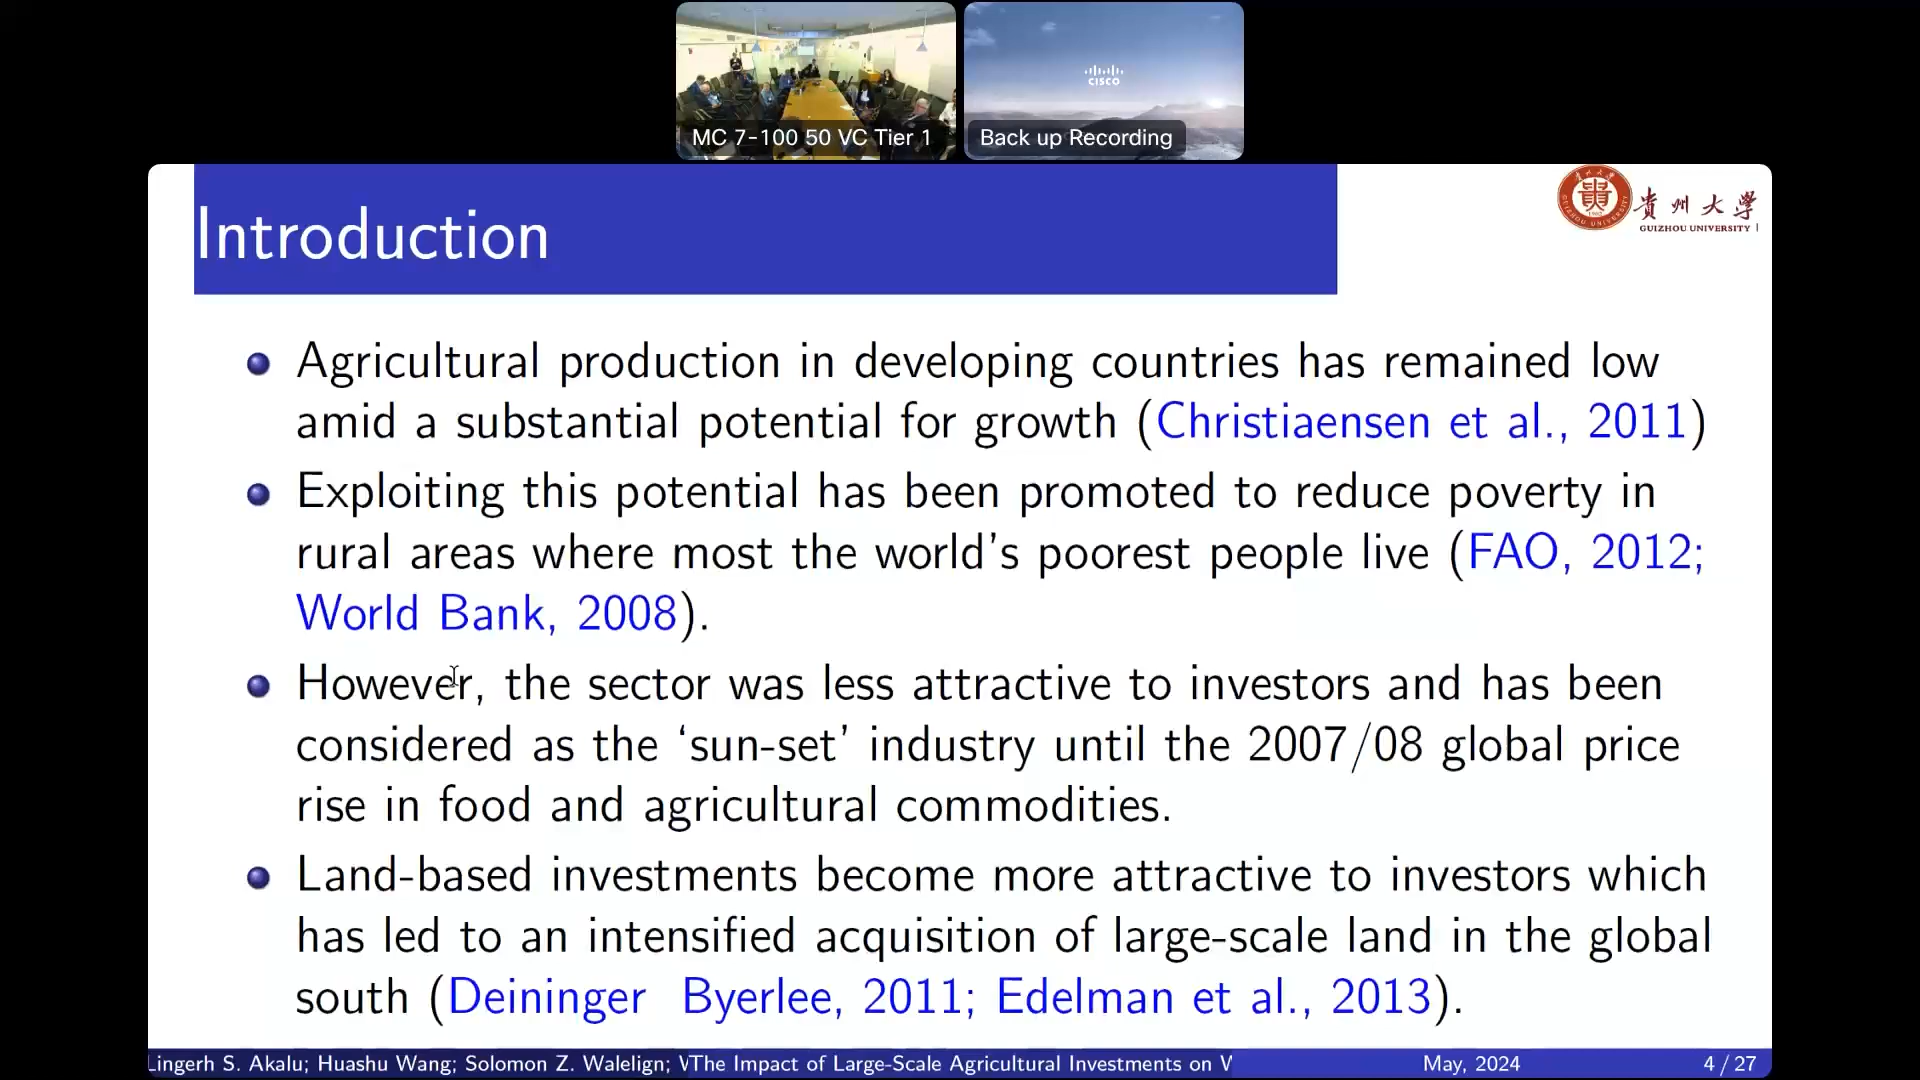 CISCO
MC 7-100 50 VC Tier 1
Back up Recording
Introduction
貴州大学
GUIZHOU UNIVERSITY
Agricultural production in developing countries has remained low
amid a substantial potential for growth (Christiaensen et al., 2011)
Exploiting this potential has been promoted to reduce poverty in
rural areas where most the world's poorest people live (FAO, 2012;
World Bank, 2008).
However, the sector was less attractive to investors and has been
considered as the ‘sun-set’ industry until the 2007/08 global price
rise in food and agricultural commodities.
Land-based investments become more attractive to investors which
has led to an intensified acquisition of large-scale land in the global
south (Deininger Byerlee, 2011; Edelman et al., 2013).
Lingerh S. Akalu; Huashu Wang; Solomon Z. Walelign; V
The Impact of Large-Scale Agricultural Investments on W
May, 2024
4 / 27